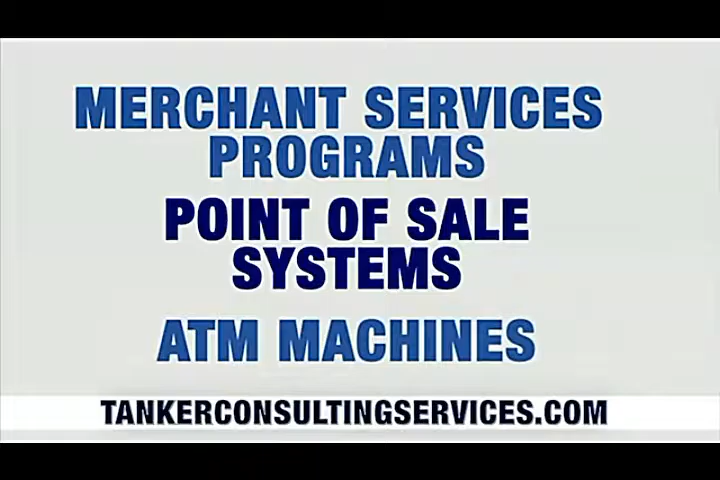 MERCHANT SERVICES
PROGRAMS
POINT OF SALE
SYSTEMS
ATM MACHINES
TANKERCONSULTINGSERVICES.COM